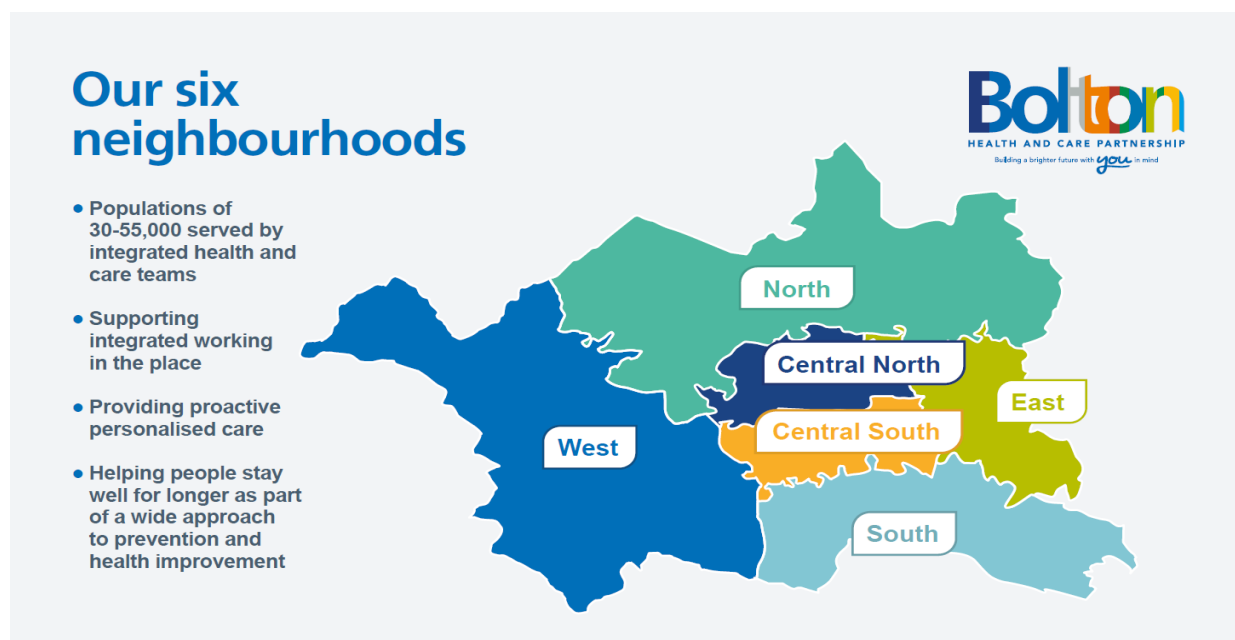 Our six
neighbourhoods
• Populations of
30-55,000 served by
integrated health and
care teams
• Supporting
integrated working
in the place
• Providing proactive
personalised care
• Helping people stay
well for longer as part
of a wide approach
to prevention and
health improvement
Bolton
HEALTH AND CARE PARTNERSHIP
Building a brighter future with you in mind
North
Central North
East
Central South
West
South